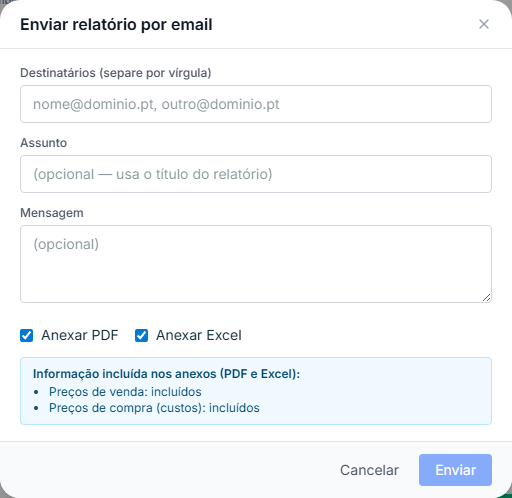 Enviar relatório por email
Destinatários (separe por vírgula)
nome@dominio.pt, outro@dominio.pt
Assunto
(opcional — usa o título do relatório)
Mensagem
(opcional)
Anexar PDF Anexar Excel
Informação incluída nos anexos (PDF e Excel):
• Preços de venda: incluídos
• Preços de compra (custos): incluídos
Cancelar Enviar